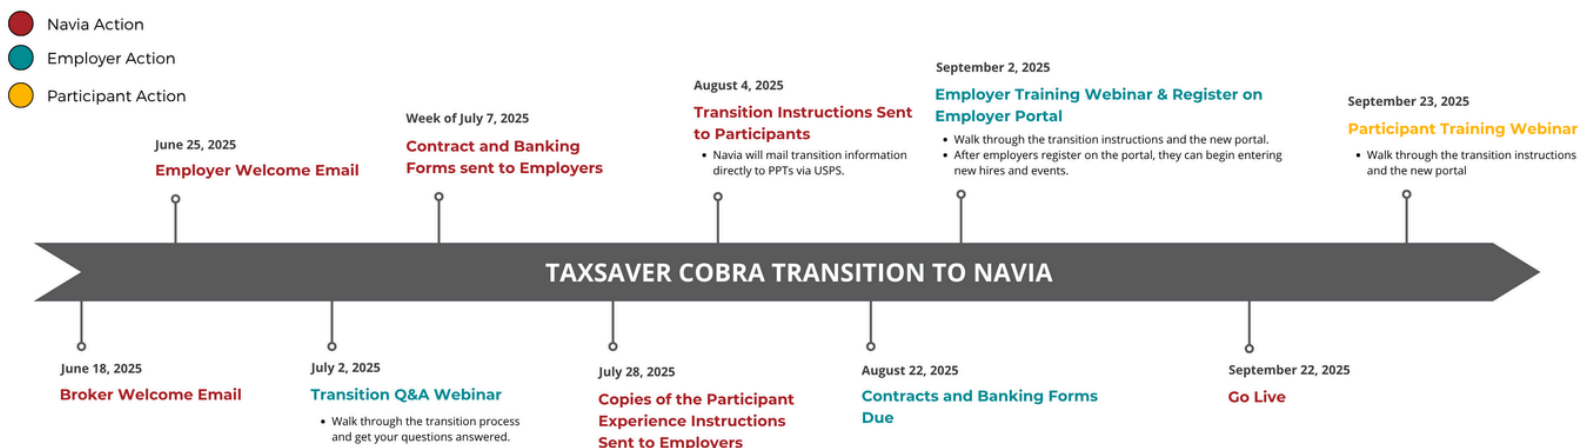 Navia Action
Employer Action
Participant Action
June 25, 2025
Employer Welcome Email
Week of July 7, 2025
Contract and Banking
Forms sent to Employers
August 4, 2025
Transition Instructions Sent
to Participants
• Navia will mail transition information
directly to PPTs via USPS.
September 2, 2025
Employer Training Webinar & Register on
Employer Portal
• Walk through the transition instructions and the new portal.
• After employers register on the portal, they can begin entering
new hires and events.
September 23, 2025
Participant Training Webinar
• Walk through the transition instructions
and the new portal
TAXSAVER COBRA TRANSITION TO NAVIA
June 18, 2025
Broker Welcome Email
July 2, 2025
Transition Q&A Webinar
• Walk through the transition process
and get your questions answered.
July 28, 2025
Copies of the Participant
Experience Instructions
Sent to Employers
August 22, 2025
Contracts and Banking Forms
Due
September 22, 2025
Go Live